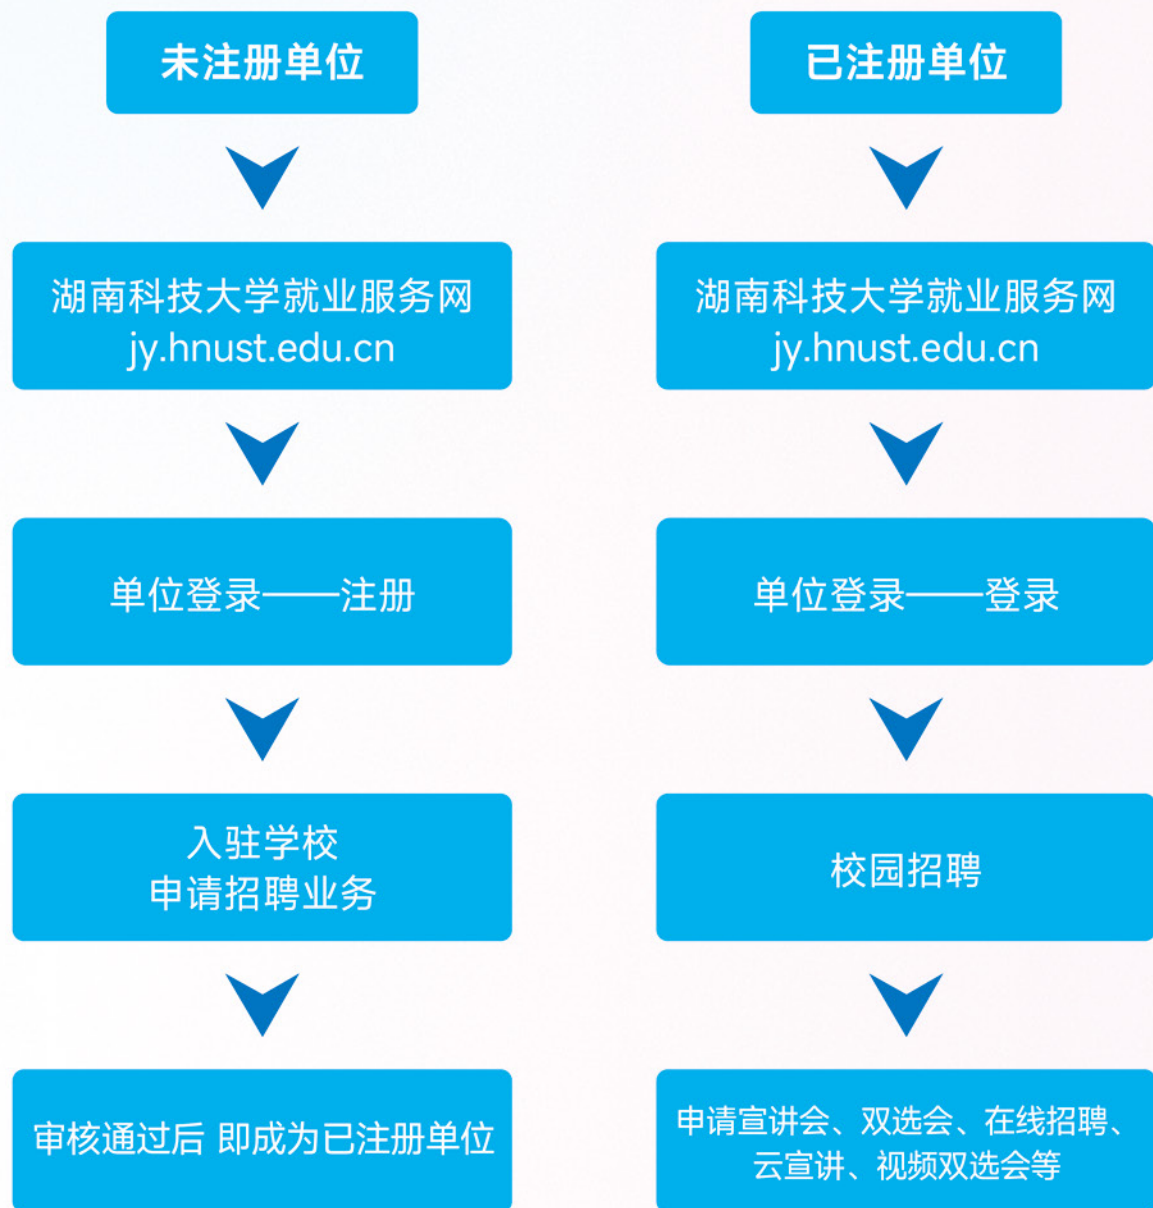 未注册单位
湖南科技大学就业服务网
jy.hnust.edu.cn
单位登录——注册
入驻学校
申请招聘业务
审核通过后 即成为已注册单位
已注册单位
湖南科技大学就业服务网
jy.hnust.edu.cn
单位登录——登录
校园招聘
申请宣讲会、双选会、在线招聘、
云宣讲、视频双选会等